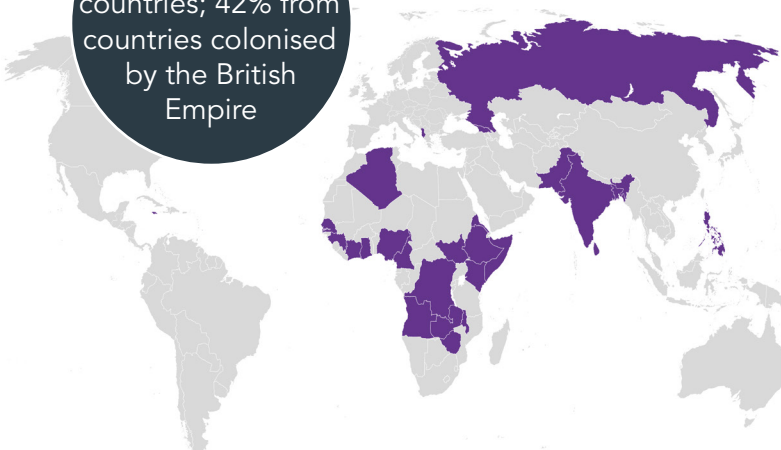 countries; 42% from
countries colonised
by the British
Empire